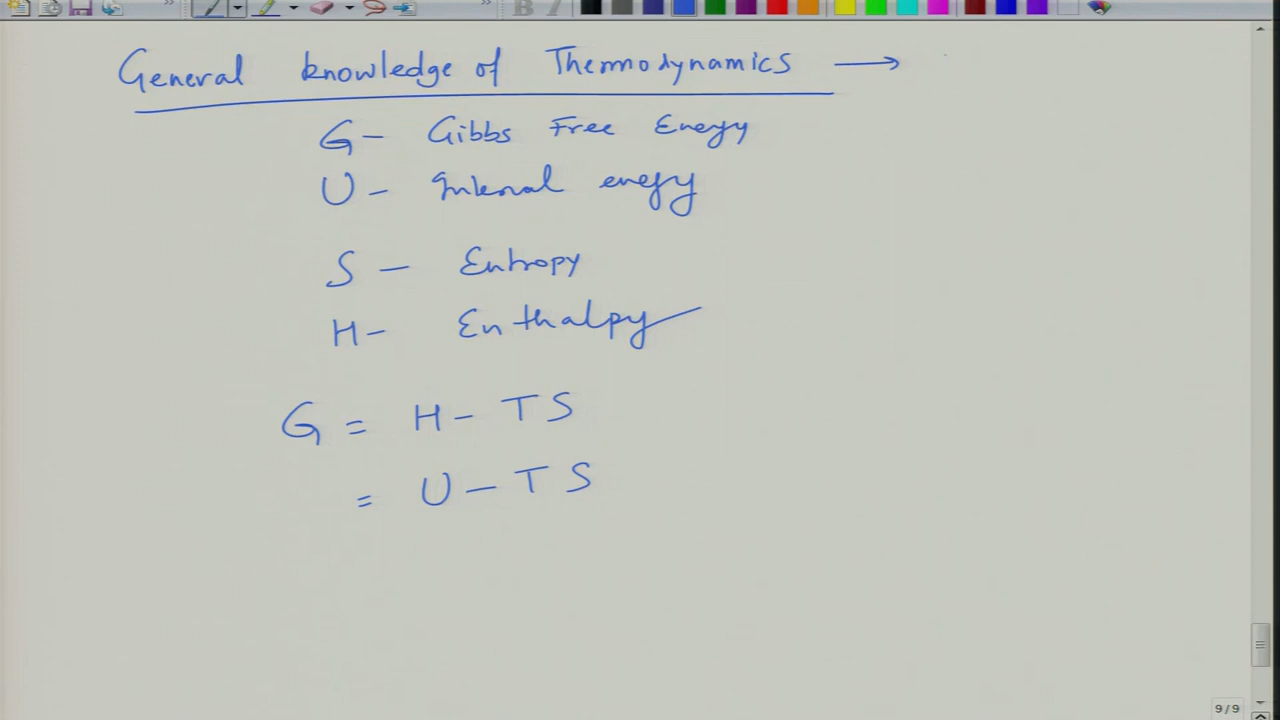 General knowledge of Thermodynamics →
G - Gibbs Free Energy
U - Internal energy
S - Entropy
H - Enthalpy
G = H - TS
= U - TS
9/9